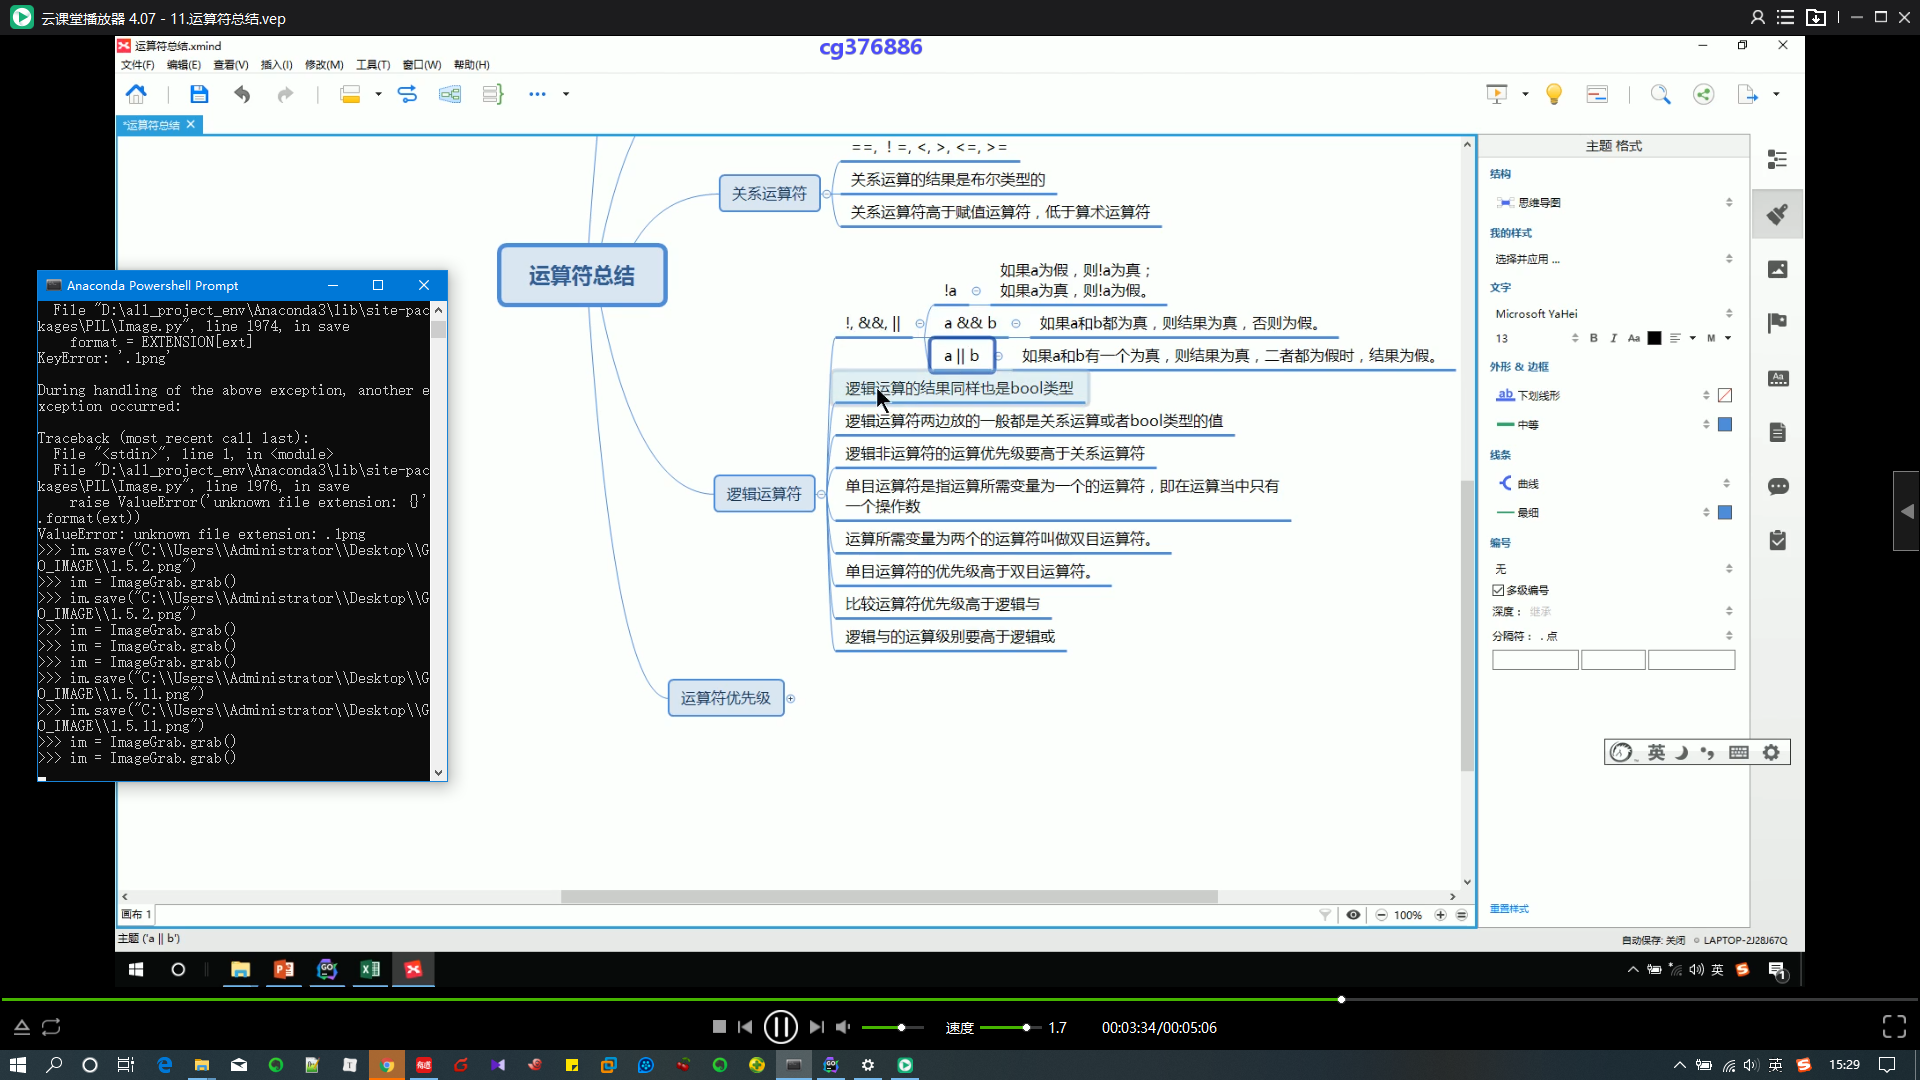 云课堂播放器 4.07 - 11.运算符总结.vep
运算符总结.xmind
cg376886
文件(F) 编辑(E) 查看(V) 插入(I) 修改(M) 工具(T) 窗口(W) 帮助(H)
*运算符总结
==, ！=, <, >, <=, >=
关系运算符
关系运算的结果是布尔类型的
关系运算符高于赋值运算符，低于算术运算符
运算符总结
!a
如果a为假，则!a为真；
如果a为真，则!a为假。
!, &&, ||
a && b
如果a和b都为真，则结果为真，否则为假。
a || b
如果a和b有一个为真，则结果为真，二者都为假时，结果为假。
逻辑运算的结果同样也是bool类型
逻辑运算符两边放的一般都是关系运算或者bool类型的值
逻辑非运算符的运算优先级要高于关系运算符
逻辑运算符
单目运算符是指运算所需变量为一个的运算符，即在运算当中只有
一个操作数
运算所需变量为两个的运算符叫做双目运算符。
单目运算符的优先级高于双目运算符。
比较运算符优先级高于逻辑与
逻辑与的运算级别要高于逻辑或
运算符优先级
Anaconda Powershell Prompt
File "D:\all_project_env\Anaconda3\lib\site-pac
kages\PIL\Image.py", line 1974, in save
format = EXTENSION[ext]
KeyError: '.1png'
During handling of the above exception, another e
xception occurred:
Traceback (most recent call last):
File "<stdin>", line 1, in <module>
File "D:\all_project_env\Anaconda3\lib\site-pac
kages\PIL\Image.py", line 1976, in save
raise ValueError('unknown file extension: {}'
.format(ext))
ValueError: unknown file extension: .1png
>>> im.save("C:\\Users\\Administrator\\Desktop\\G
O_IMAGE\\1.5.2.png")
>>> im = ImageGrab.grab()
>>> im.save("C:\\Users\\Administrator\\Desktop\\G
O_IMAGE\\1.5.2.png")
>>> im = ImageGrab.grab()
>>> im = ImageGrab.grab()
>>> im = ImageGrab.grab()
>>> im.save("C:\\Users\\Administrator\\Desktop\\G
O_IMAGE\\1.5.11.png")
>>> im.save("C:\\Users\\Administrator\\Desktop\\G
O_IMAGE\\1.5.11.png")
>>> im = ImageGrab.grab()
>>> im = ImageGrab.grab()
主题 格式
结构
思维导图
我的样式
选择并应用 ...
文字
Microsoft YaHei
13 B I Aa M
外形 & 边框
ab 下划线形
中等
线条
曲线
最细
编号
无
多级编号
深度： 继承
分隔符： . 点
英
重置样式
画布 1
100%
主题 ('a || b')
自动保存: 关闭 LAPTOP-2J28J67Q
英
速度 1.7 00:03:34/00:05:06
英 15:29